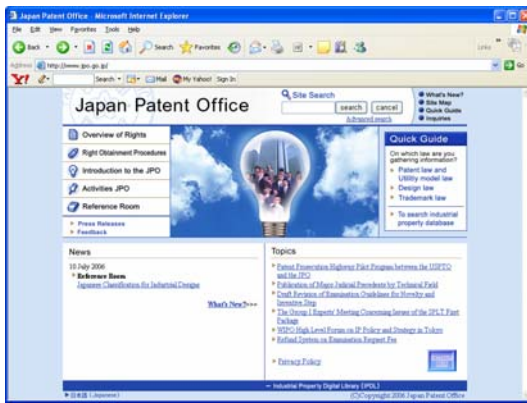 Japan Patent Office - Microsoft Internet Explorer
File Edit View Favorites Tools Help
Back Search Favorites
Links
Address http://www.jpo.go.jp/ Go
Y! Search Mail My Yahoo! Sign In
Japan Patent Office
Site Search
search cancel
Advanced search
What's New?
Site Map
Quick Guide
Inquiries
Overview of Rights
Right Obtainment Procedures
Introduction to the JPO
Activities JPO
Reference Room
Press Releases
Feedback
Quick Guide
On which law are you
gathering information?
Patent law and
Utility model law
Design law
Trademark law
To search industrial
property database
News
10 July 2006
Reference Room
Japanese Classification for Industrial Designs
What's New?>>>
Topics
Patent Prosecution Highway Pilot Program between the USPTO
and the JPO
Publication of Major Judicial Precedents by Technical Field
Draft Revision of Examination Guidelines for Novelty and
Inventive Step
The Group I Experts' Meeting Concerning Issues of the SPLT First
Package
WIPO High Level Forum on IP Policy and Strategy in Tokyo
Refund System on Examination Request Fee
Privacy Policy
Industrial Property Digital Library (IPDL)
日本語 (Japanese)
(C)Copyright 2006 Japan Patent Office